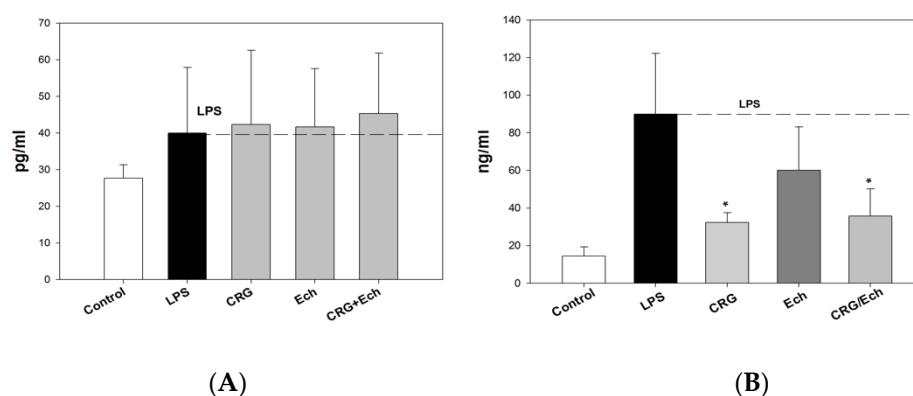 70
60
50
40
30
20
10
0
pg/ml
LPS
Control
LPS
CRG
Ech
CRG+Ech
(A)
140
120
100
80
60
40
20
0
ng/ml
LPS
*
*
Control
LPS
CRG
Ech
CRG/Ech
(B)